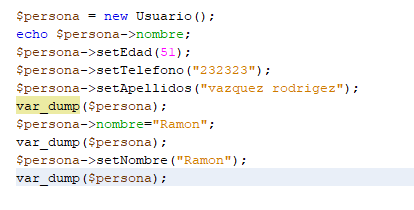 $persona = new Usuario();
echo $persona->nombre;
$persona->setEdad(51);
$persona->setTelefono("232323");
$persona->setApellidos("vazquez rodrigez");
var_dump($persona);
$persona->nombre="Ramon";
var_dump($persona);
$persona->setNombre("Ramon");
var_dump($persona);